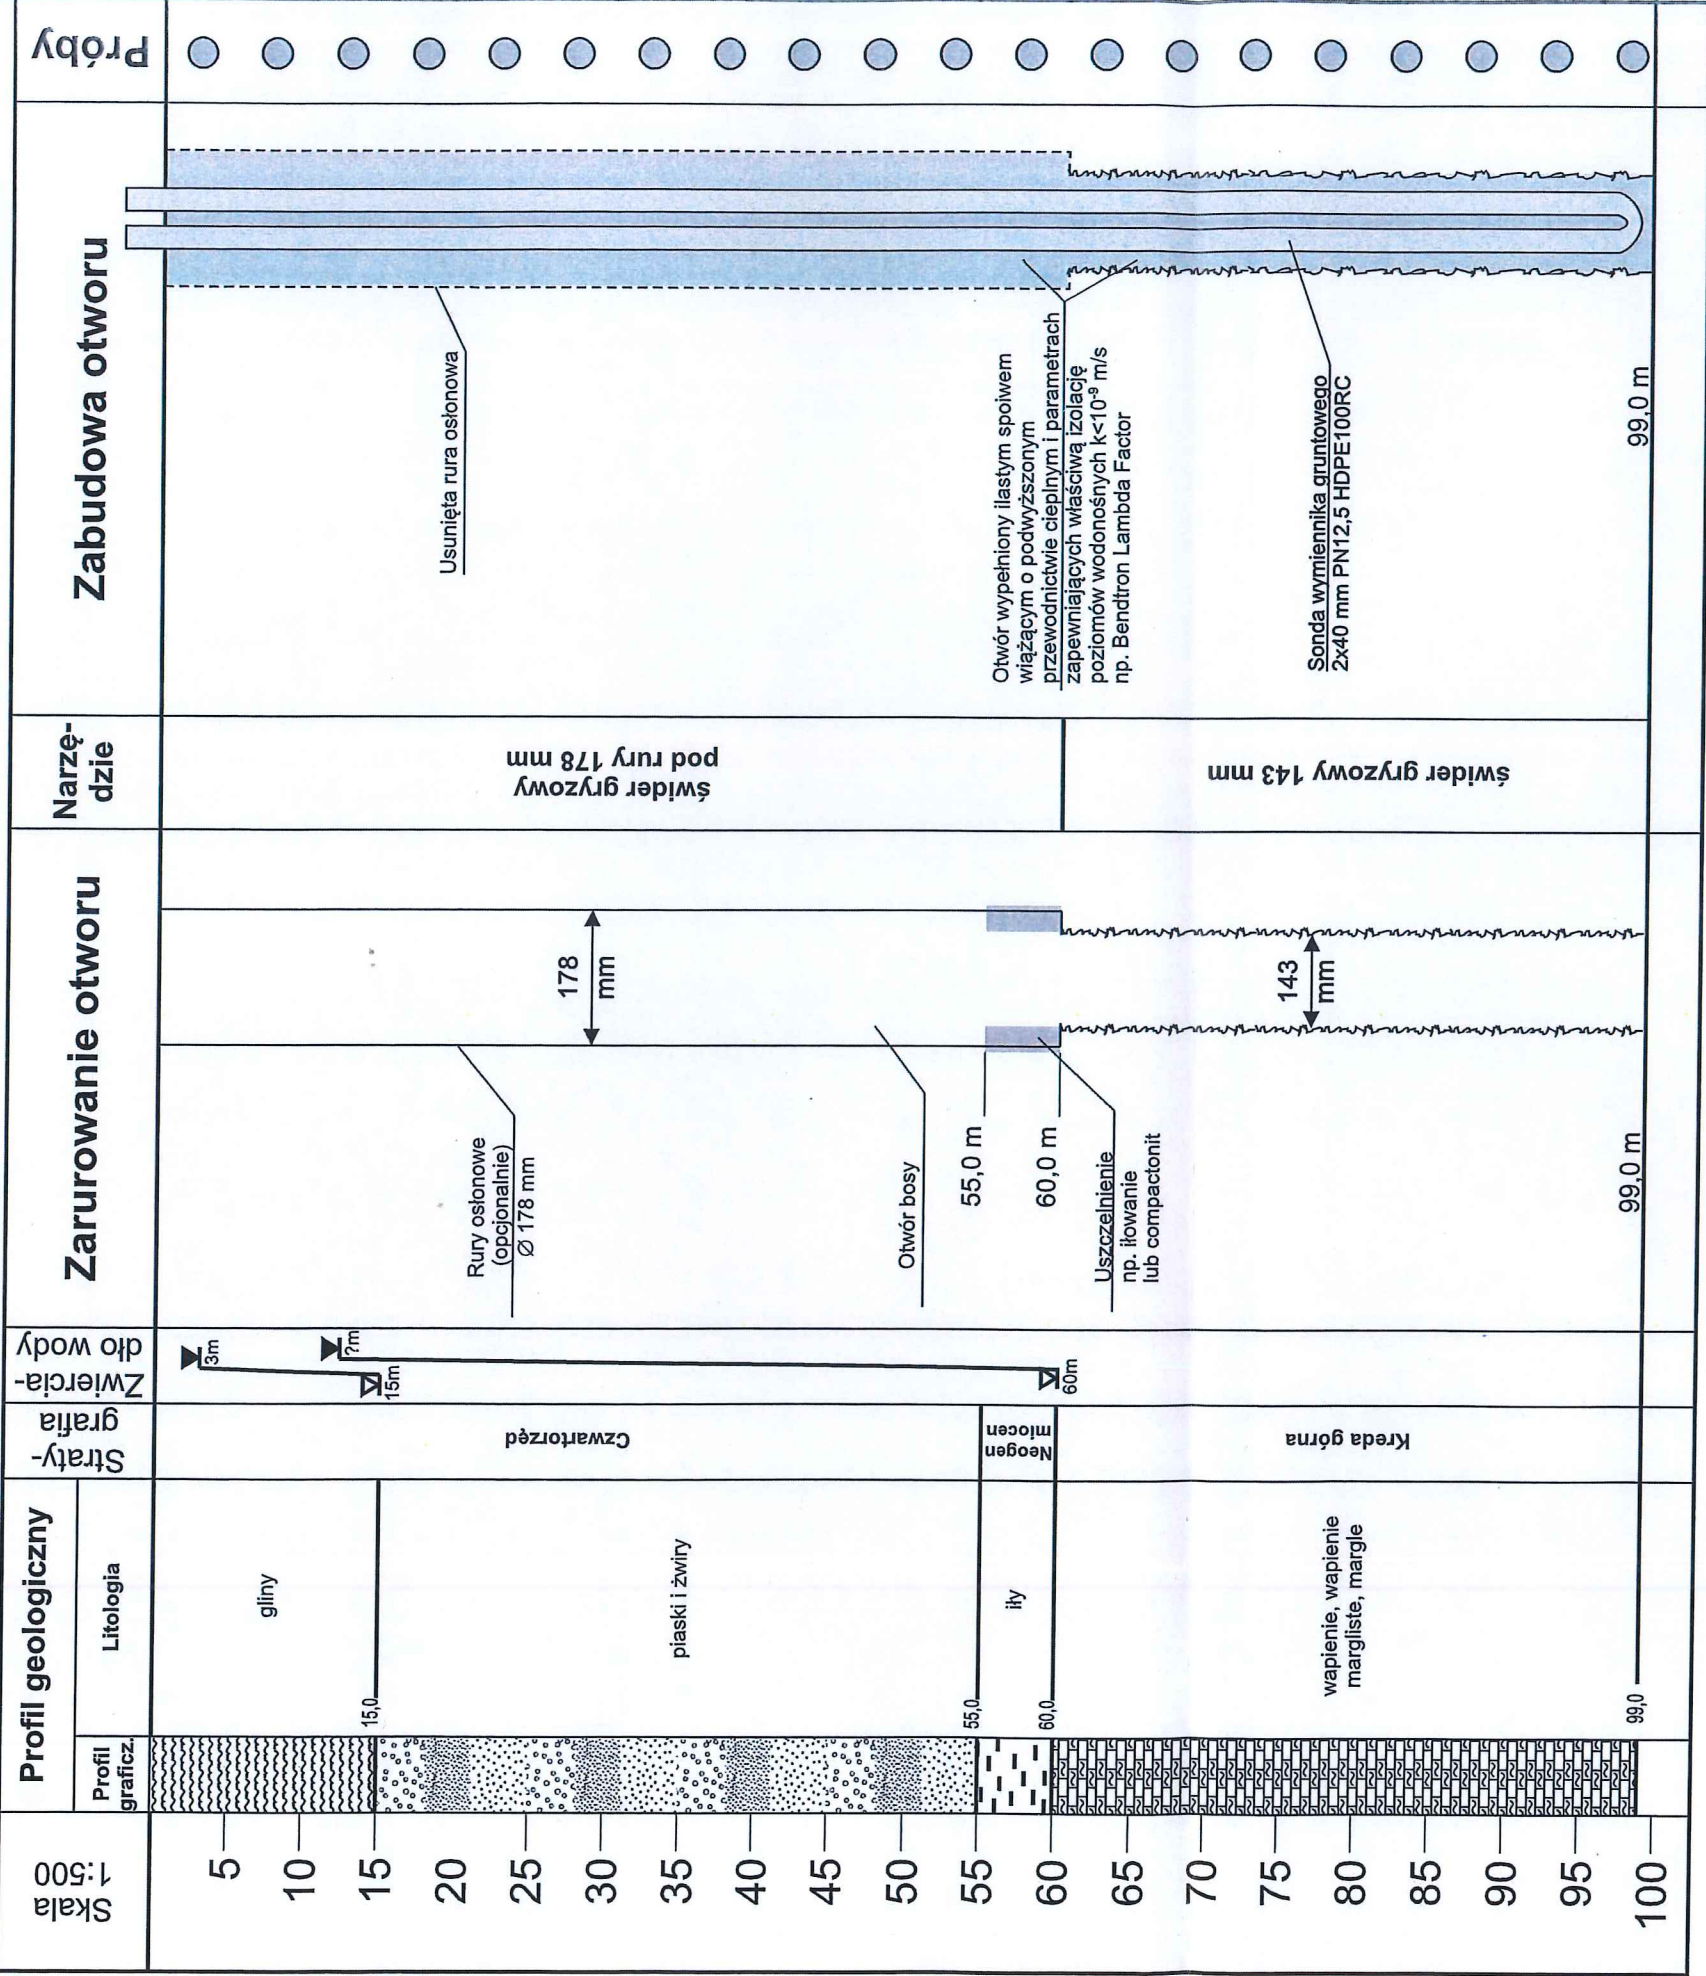 Skala
1:500
Profil geologiczny
Profil
graficz.
Litologia
Straty-
grafia
Zwiercia-
dło wody
Zarurowanie otworu
Narzę-
dzie
Zabudowa otworu
Próby
5
10
15
20
25
30
35
40
45
50
55
60
65
70
75
80
85
90
95
100
gliny
15,0
piaski i żwiry
55,0
iły
60,0
wapienie, wapienie
margliste, margle
99,0
Czwartorzęd
Neogen
miocen
Kreda górna
3m
15m
?m
60m
Rury osłonowe
(opcjonalnie)
Ø 178 mm
178
mm
Otwór bosy
55,0 m
60,0 m
Uszczelnienie
np. iłowanie
lub compactonit
143
mm
99,0 m
świder gryzowy
pod rury 178 mm
świder gryzowy 143 mm
Usunięta rura osłonowa
Otwór wypełniony ilastym spoiwem
wiążącym o podwyższonym
przewodnictwie cieplnym i parametrach
zapewniających właściwą izolację
poziomów wodonośnych k<10⁻⁹ m/s
np. Bendtron Lambda Factor
Sonda wymiennika gruntowego
2x40 mm PN12,5 HDPE100RC
99,0 m